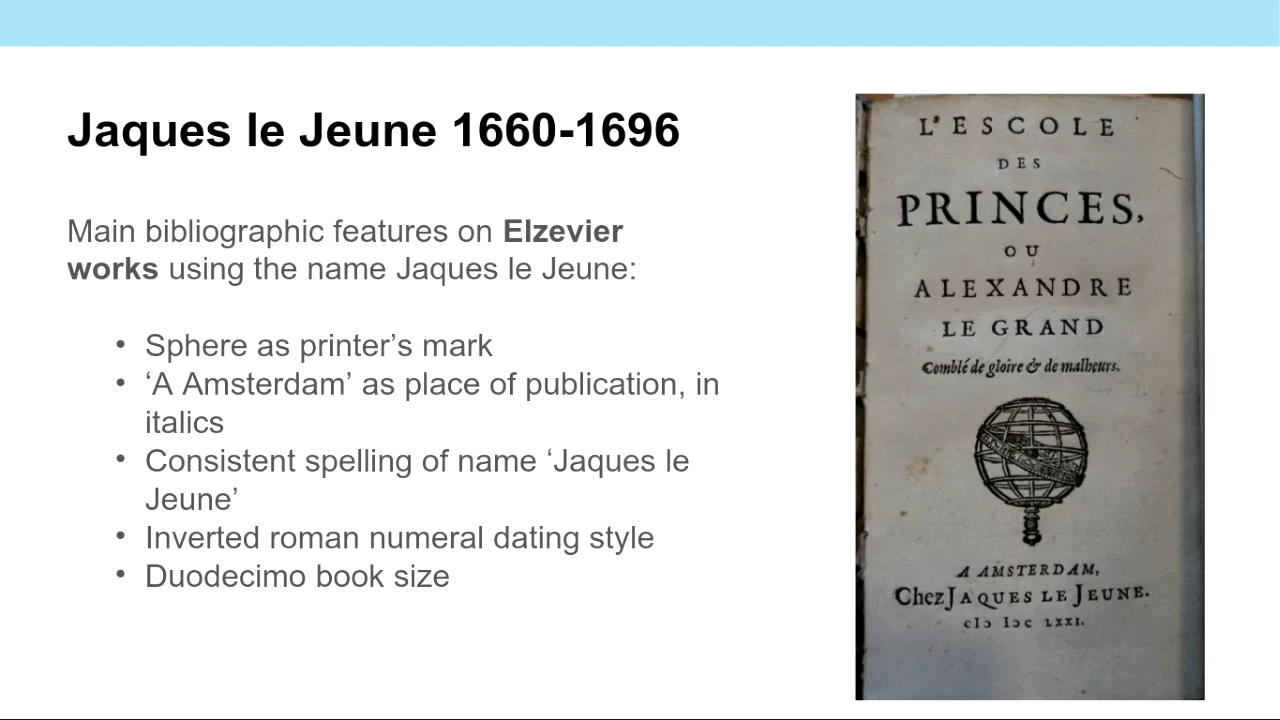 Jaques le Jeune 1660-1696
Main bibliographic features on Elzevier
works using the name Jaques le Jeune:
• Sphere as printer’s mark
• ‘A Amsterdam’ as place of publication, in
italics
• Consistent spelling of name ‘Jaques le
Jeune’
• Inverted roman numeral dating style
• Duodecimo book size
L'ESCOLE
DES
PRINCES,
OU
ALEXANDRE
LE GRAND
Comblé de gloire & de malheurs.
A AMSTERDAM,
Chez JAQUES LE JEUNE.
cIↄ Iↄc LXXI.